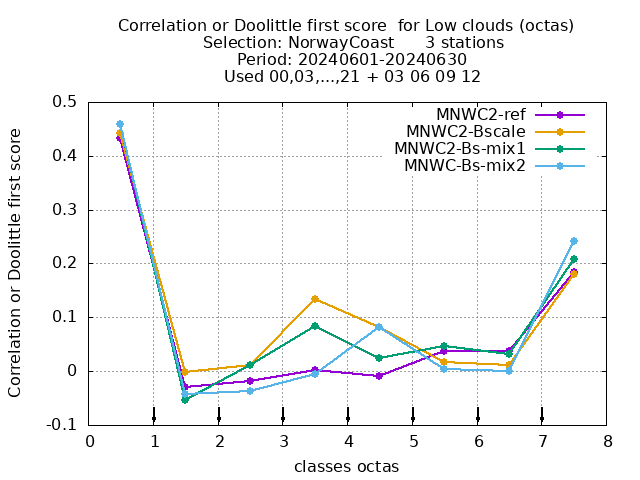 Correlation or Doolittle first score  for Low clouds (octas)
Selection: NorwayCoast      3 stations
Period: 20240601-20240630
Used 00,03,...,21 + 03 06 09 12
MNWC2-ref
MNWC2-Bscale
MNWC2-Bs-mix1
MNWC-Bs-mix2
Correlation or Doolittle first score
0.5
0.4
0.3
0.2
0.1
0
-0.1
0 1 2 3 4 5 6 7 8
classes octas